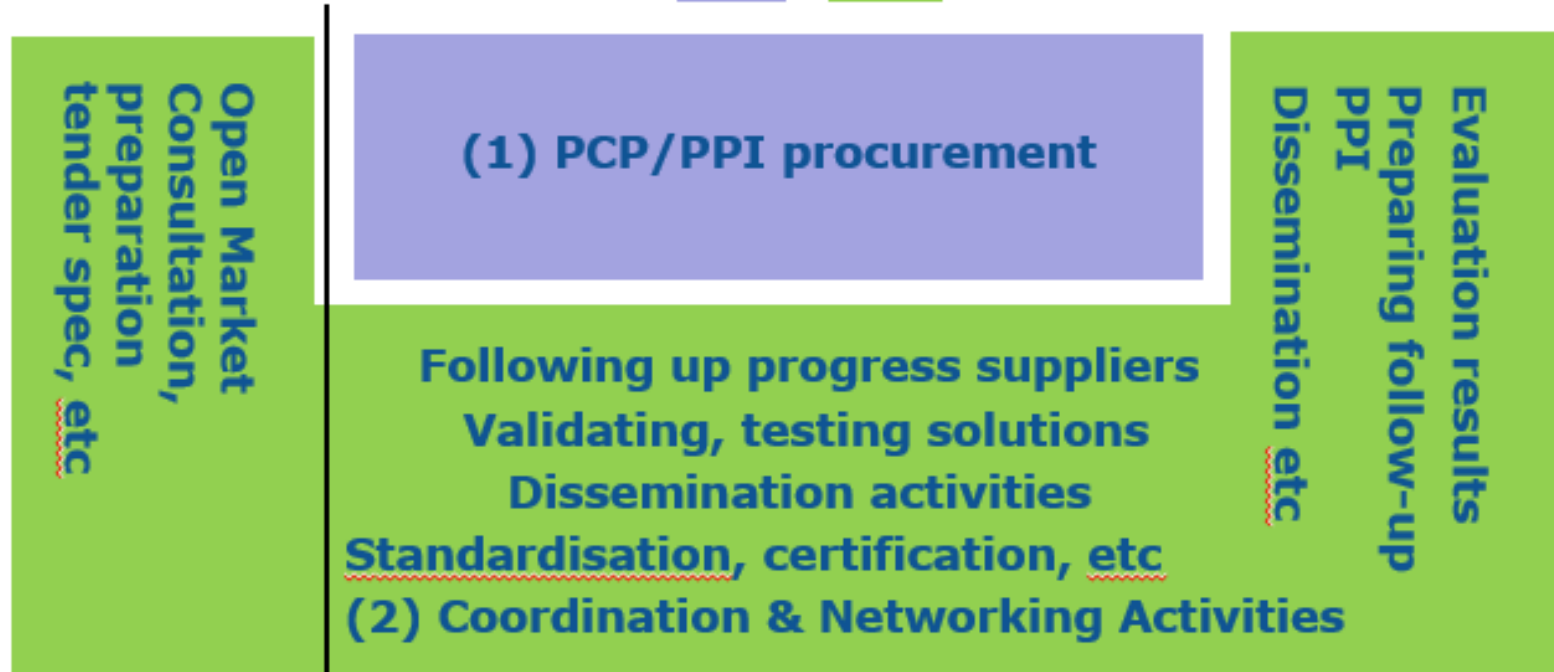 Open Market
Consultation,
preparation
tender spec, etc
(1) PCP/PPI procurement
Following up progress suppliers
Validating, testing solutions
Dissemination activities
Standardisation, certification, etc
(2) Coordination & Networking Activities
Evaluation results
Preparing follow-up
PPI
Dissemination etc